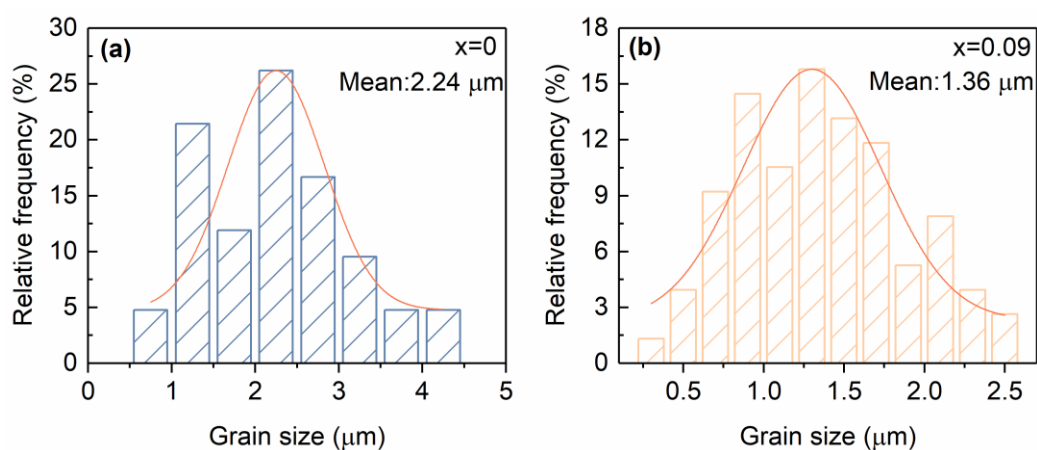 (a)
x=0
Mean:2.24 μm
Relative frequency (%)
30
25
20
15
10
5
0
0 1 2 3 4 5
Grain size (μm)
(b)
x=0.09
Mean:1.36 μm
Relative frequency (%)
18
15
12
9
6
3
0
0.5 1.0 1.5 2.0 2.5
Grain size (μm)